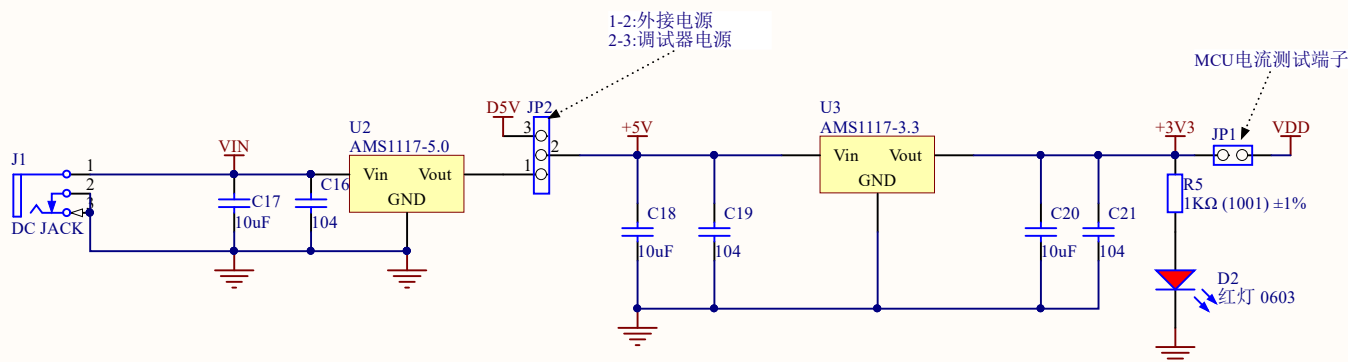 1-2:外接电源
2-3:调试器电源
MCU电流测试端子
D5V
JP2
U2
AMS1117-5.0
U3
AMS1117-3.3
+5V
+3V3
JP1
VDD
J1
VIN
3
2
1
1
2
3
Vin
Vout
GND
Vin
Vout
GND
C17
10uF
C16
104
DC JACK
C18
10uF
C19
104
C20
10uF
C21
104
R5
1KΩ (1001) ±1%
D2
红灯 0603